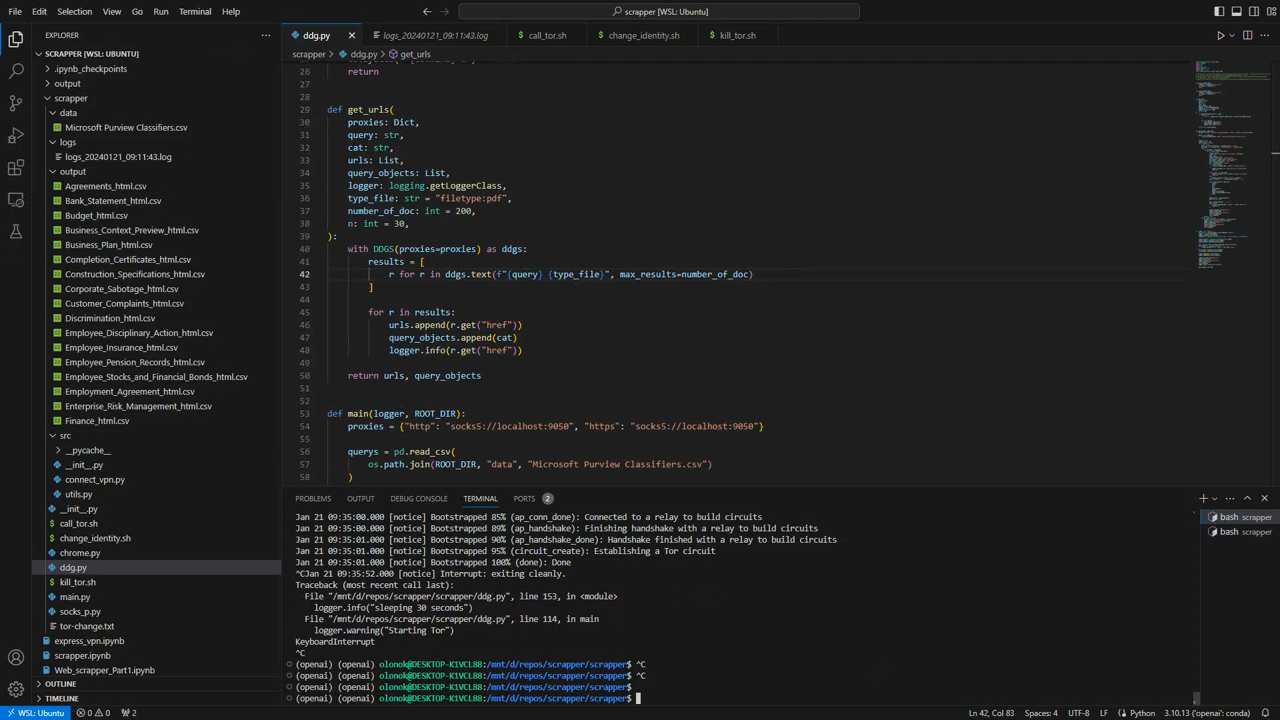 File Edit Selection View Go Run Terminal Help
scrapper [WSL: Ubuntu]
EXPLORER
SCRAPPER [WSL: UBUNTU]
.ipynb_checkpoints
output
scrapper
data
Microsoft Purview Classifiers.csv
logs
logs_20240121_09:11:43.log
output
Agreements_html.csv
Bank_Statement_html.csv
Budget_html.csv
Business_Context_Preview_html.csv
Business_Plan_html.csv
Completion_Certificates_html.csv
Construction_Specifications_html.csv
Corporate_Sabotage_html.csv
Customer_Complaints_html.csv
Discrimination_html.csv
Employee_Disciplinary_Action_html.csv
Employee_Insurance_html.csv
Employee_Pension_Records_html.csv
Employee_Stocks_and_Financial_Bonds_html.csv
Employment_Agreement_html.csv
Enterprise_Risk_Management_html.csv
Finance_html.csv
src
__pycache__
__init__.py
connect_vpn.py
utils.py
__init__.py
call_tor.sh
change_identity.sh
chrome.py
ddg.py
kill_tor.sh
main.py
socks_p.py
tor-change.txt
express_vpn.ipynb
scrapper.ipynb
Web_scrapper_Part1.ipynb
OUTLINE
TIMELINE
ddg.py logs_20240121_09:11:43.log call_tor.sh change_identity.sh kill_tor.sh
scrapper > ddg.py > get_urls
26
27 return
28
28
29 def get_urls(
30 proxies: Dict,
31 query: str,
32 cat: str,
33 urls: List,
34 query_objects: List,
35 logger: logging.getLoggerClass,
36 type_file: str = "filetype:pdf",
37 number_of_doc: int = 200,
38 n: int = 30,
39 ):
40 with DDGS(proxies=proxies) as ddgs:
41 results = [
42 r for r in ddgs.text(f"{query} {type_file}", max_results=number_of_doc)
43 ]
44
45 for r in results:
46 urls.append(r.get("href"))
47 query_objects.append(cat)
48 logger.info(r.get("href"))
49
50 return urls, query_objects
51
52
53 def main(logger, ROOT_DIR):
54 proxies = {"http": "socks5://localhost:9050", "https": "socks5://localhost:9050"}
55
56 querys = pd.read_csv(
57 os.path.join(ROOT_DIR, "data", "Microsoft Purview Classifiers.csv")
58 )
PROBLEMS OUTPUT DEBUG CONSOLE TERMINAL PORTS 2
Jan 21 09:35:00.000 [notice] Bootstrapped 85% (ap_conn_done): Connected to a relay to build circuits
Jan 21 09:35:00.000 [notice] Bootstrapped 89% (ap_handshake): Finishing handshake with a relay to build circuits
Jan 21 09:35:01.000 [notice] Bootstrapped 90% (ap_handshake_done): Handshake finished with a relay to build circuits
Jan 21 09:35:01.000 [notice] Bootstrapped 95% (circuit_create): Establishing a Tor circuit
Jan 21 09:35:01.000 [notice] Bootstrapped 100% (done): Done
^CJan 21 09:35:52.000 [notice] Interrupt: exiting cleanly.
Traceback (most recent call last):
File "/mnt/d/repos/scrapper/scrapper/ddg.py", line 153, in <module>
logger.info("sleeping 30 seconds")
File "/mnt/d/repos/scrapper/scrapper/ddg.py", line 114, in main
logger.warning("Starting Tor")
KeyboardInterrupt
^C
(openai) (openai) olonok@DESKTOP-K1VCL88:/mnt/d/repos/scrapper/scrapper$ ^C
(openai) (openai) olonok@DESKTOP-K1VCL88:/mnt/d/repos/scrapper/scrapper$ ^C
(openai) (openai) olonok@DESKTOP-K1VCL88:/mnt/d/repos/scrapper/scrapper$
(openai) (openai) olonok@DESKTOP-K1VCL88:/mnt/d/repos/scrapper/scrapper$
bash scrapper
bash scrapper
WSL: Ubuntu 0 0 2 Ln 42, Col 83 Spaces: 4 UTF-8 LF Python 3.10.13 ('openai': conda)